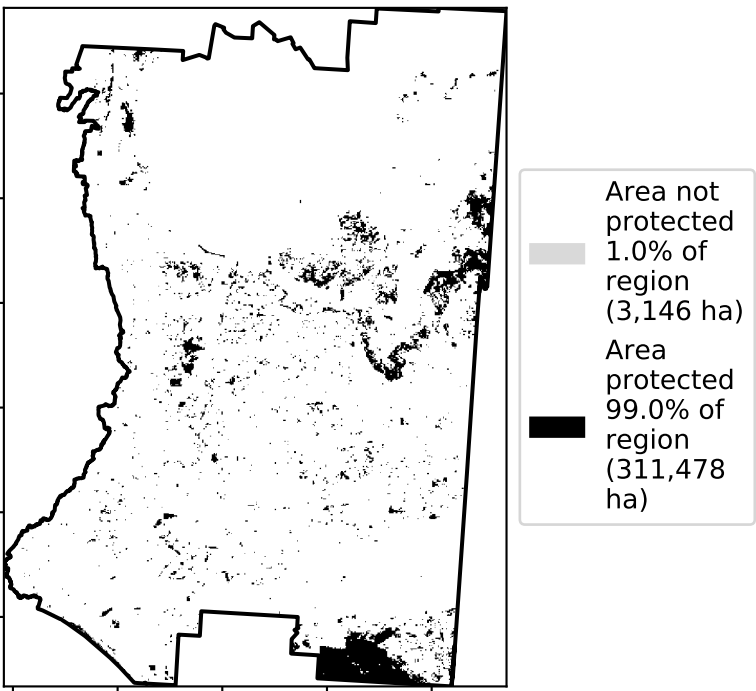 Area not
protected
1.0% of
region
(3,146 ha)
Area
protected
99.0% of
region
(311,478
ha)